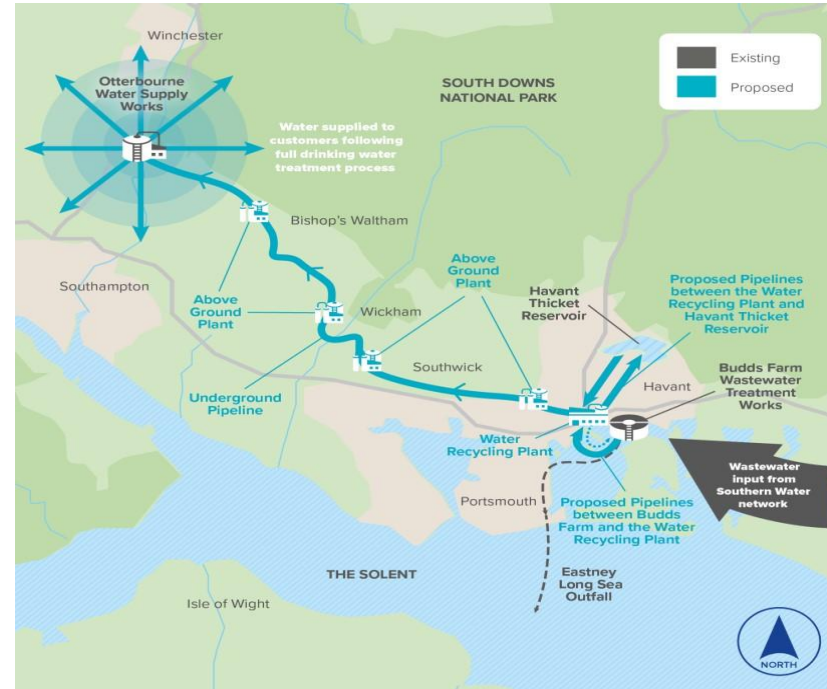 Winchester
Otterbourne
Water Supply
Works
SOUTH DOWNS
NATIONAL PARK
Existing
Proposed
Water supplied to
customers following
full drinking water
treatment process
Bishop's Waltham
Above
Ground
Plant
Southampton
Above
Ground
Plant
Wickham
Havant
Thicket
Reservoir
Proposed Pipelines
between the Water
Recycling Plant and
Havant Thicket
Reservoir
Southwick
Underground
Pipeline
Havant
Budds Farm
Wastewater
Treatment
Works
Water
Recycling Plant
Wastewater
input from
Southern Water
network
Portsmouth
Proposed Pipelines
between Budds
Farm and the Water
Recycling Plant
THE SOLENT
Eastney
Long Sea
Outfall
Isle of Wight
NORTH